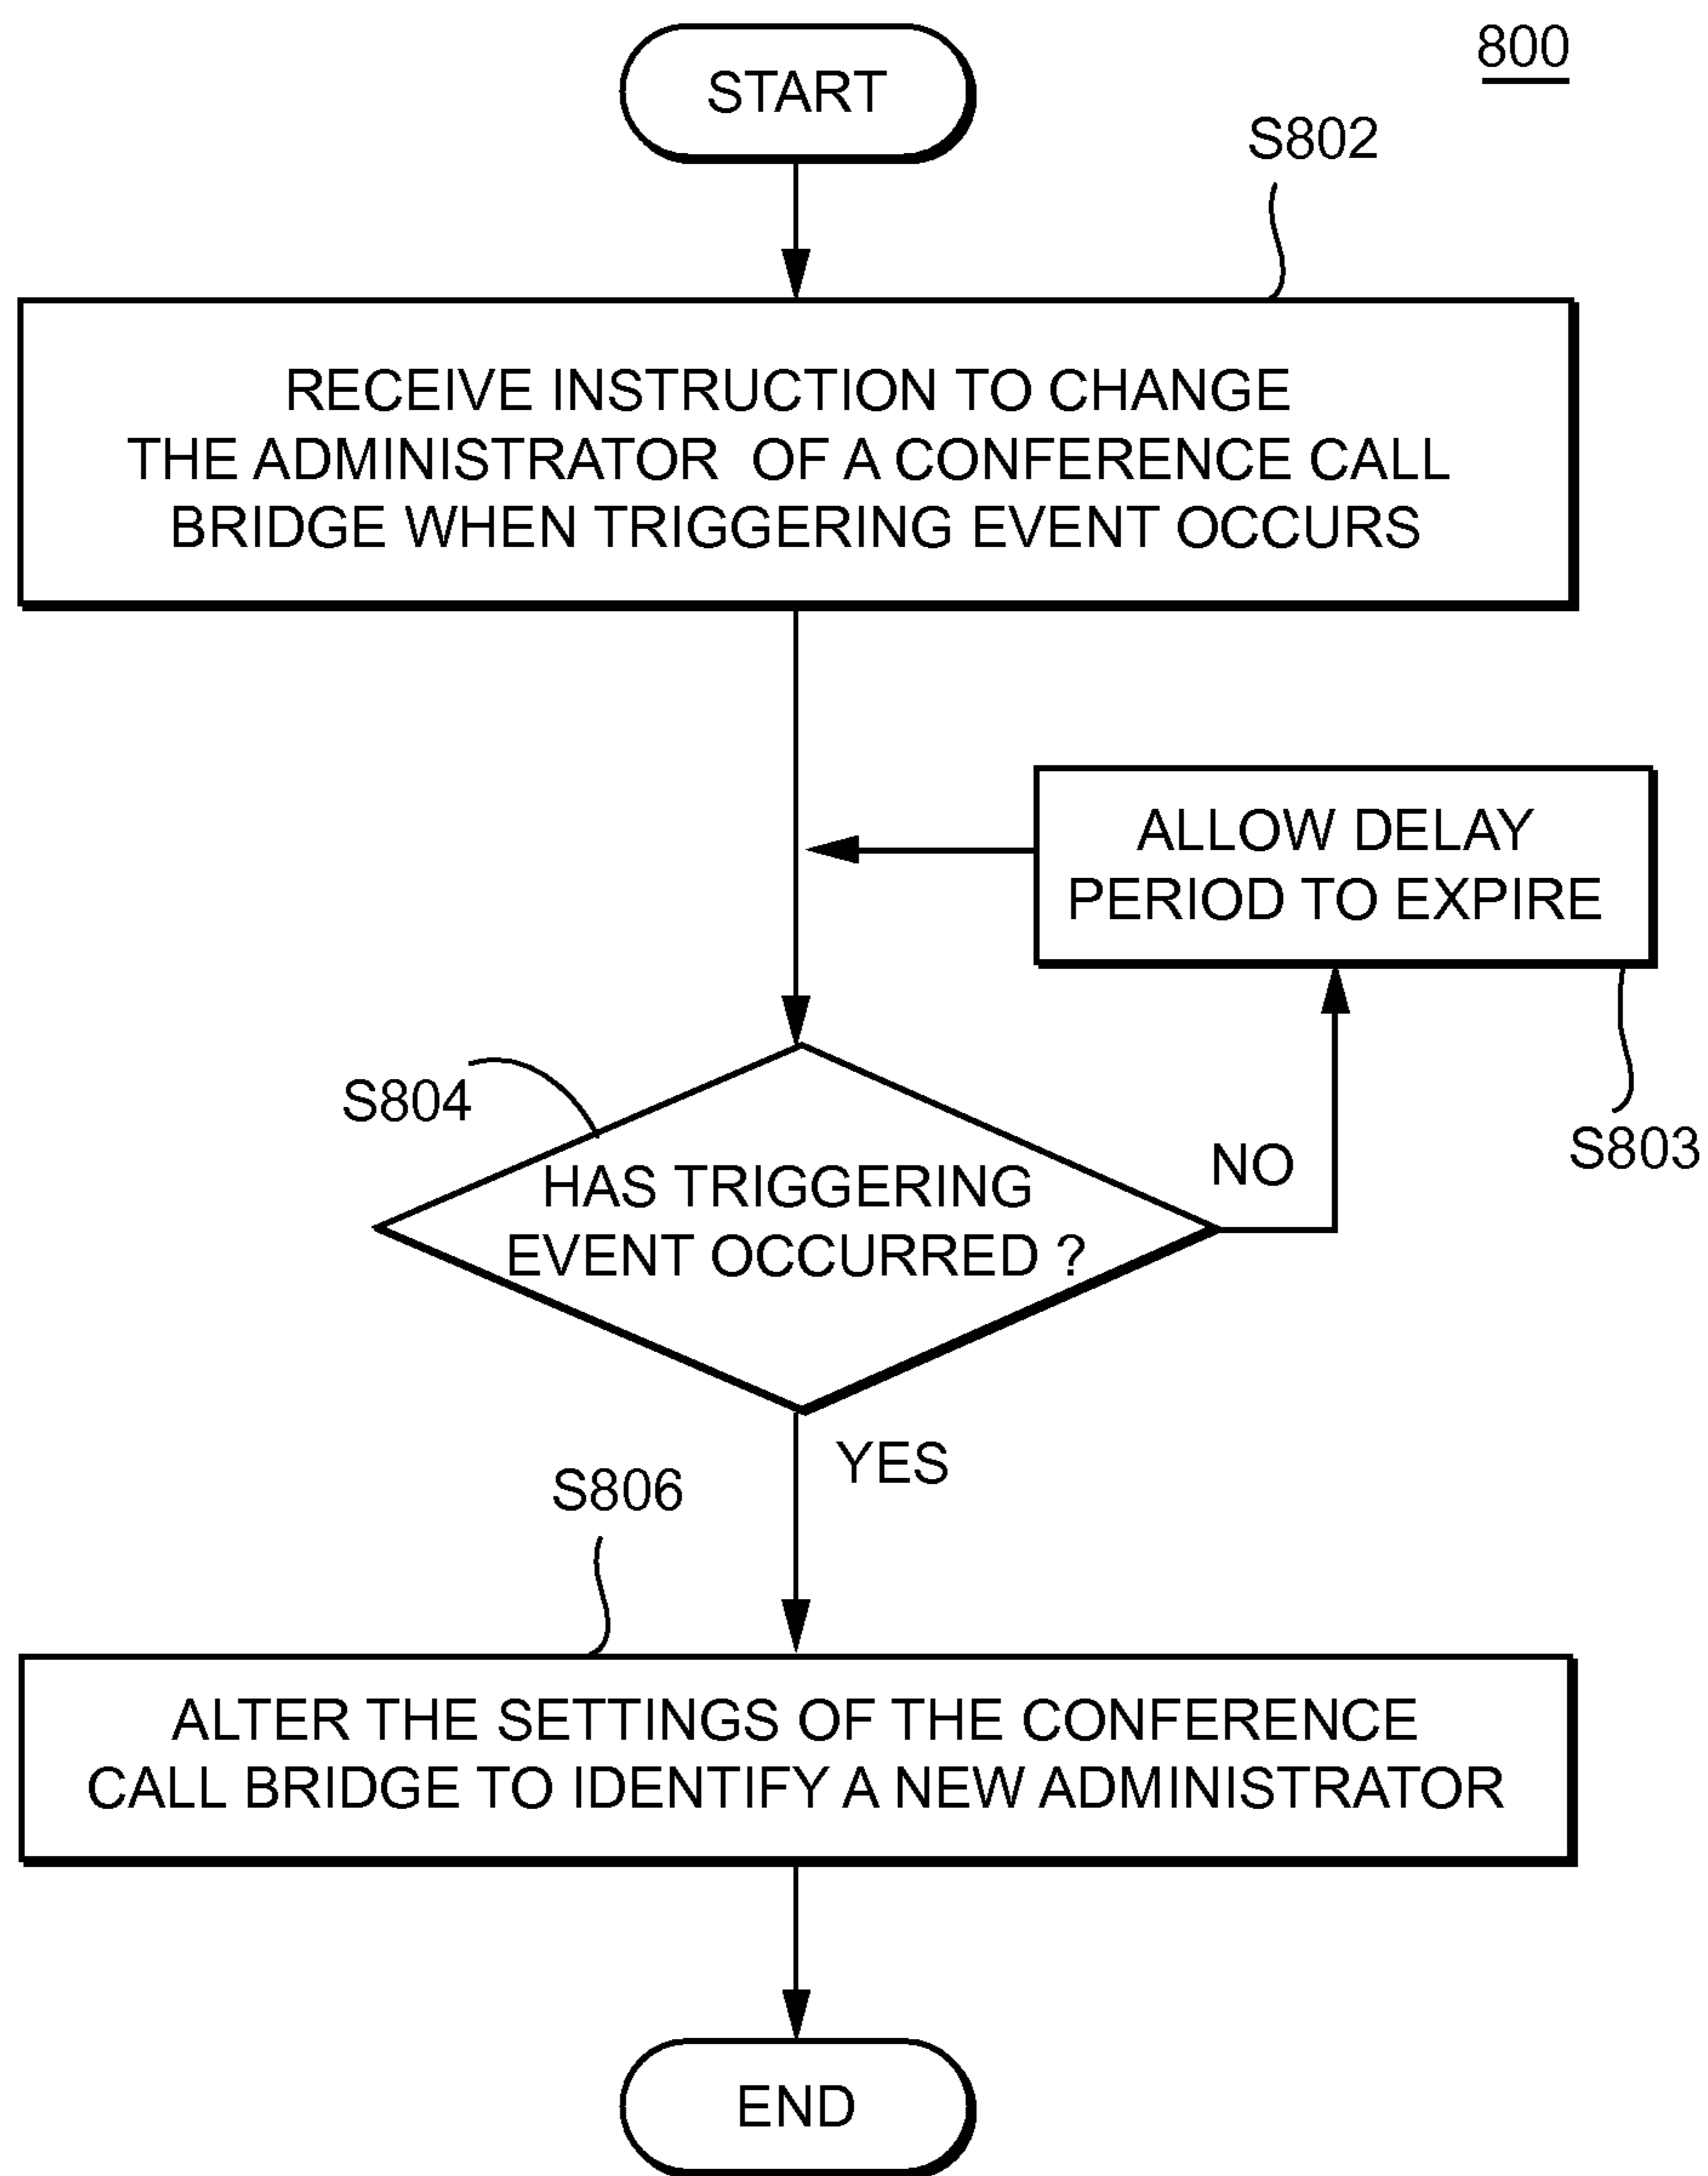 800
START
S802
RECEIVE INSTRUCTION TO CHANGE
THE ADMINISTRATOR OF A CONFERENCE CALL
BRIDGE WHEN TRIGGERING EVENT OCCURS
ALLOW DELAY
PERIOD TO EXPIRE
S803
S804
HAS TRIGGERING
EVENT OCCURRED ?
NO
YES
S806
ALTER THE SETTINGS OF THE CONFERENCE
CALL BRIDGE TO IDENTIFY A NEW ADMINISTRATOR
END